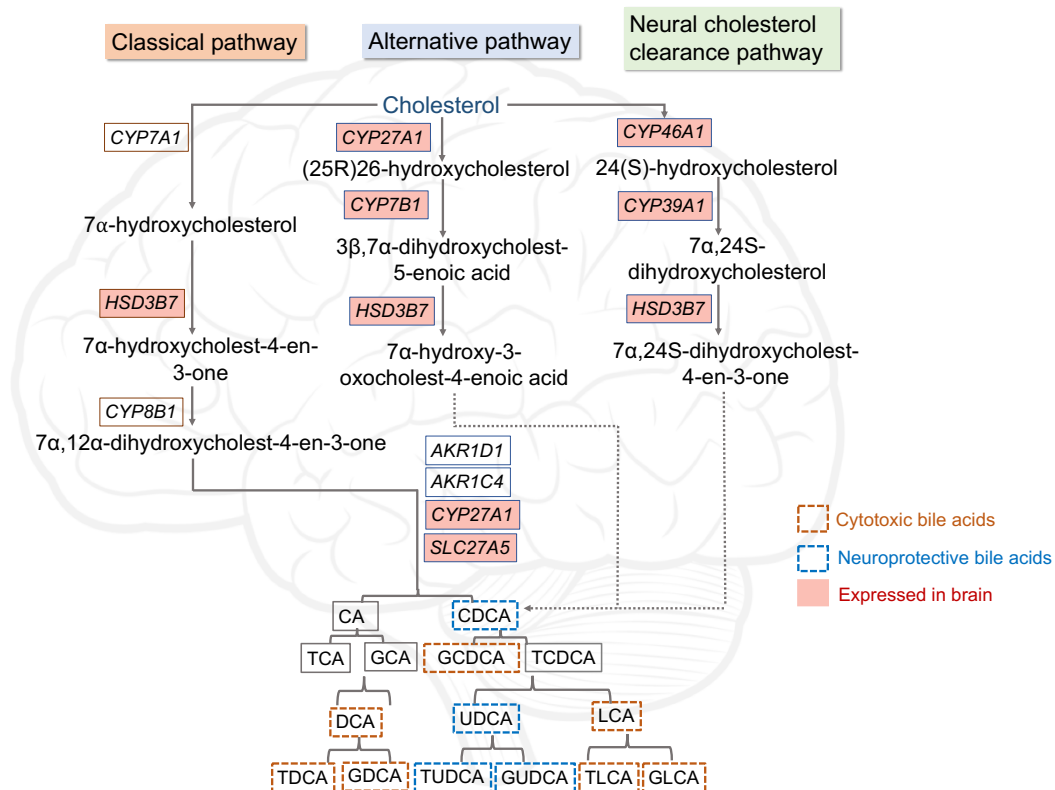 Classical pathway
Alternative pathway
Neural cholesterol
clearance pathway
Cholesterol
CYP7A1
CYP27A1
CYP46A1
(25R)26-hydroxycholesterol
24(S)-hydroxycholesterol
CYP7B1
CYP39A1
7α-hydroxycholesterol
3β,7α-dihydroxycholest-
5-enoic acid
7α,24S-
dihydroxycholesterol
HSD3B7
HSD3B7
HSD3B7
7α-hydroxycholest-4-en-
3-one
7α-hydroxy-3-
oxocholest-4-enoic acid
7α,24S-dihydroxycholest-
4-en-3-one
CYP8B1
7α,12α-dihydroxycholest-4-en-3-one
AKR1D1
AKR1C4
CYP27A1
SLC27A5
Cytotoxic bile acids
Neuroprotective bile acids
Expressed in brain
CA
CDCA
TCA
GCA
GCDCA
TCDCA
DCA
UDCA
LCA
TDCA
GDCA
TUDCA
GUDCA
TLCA
GLCA